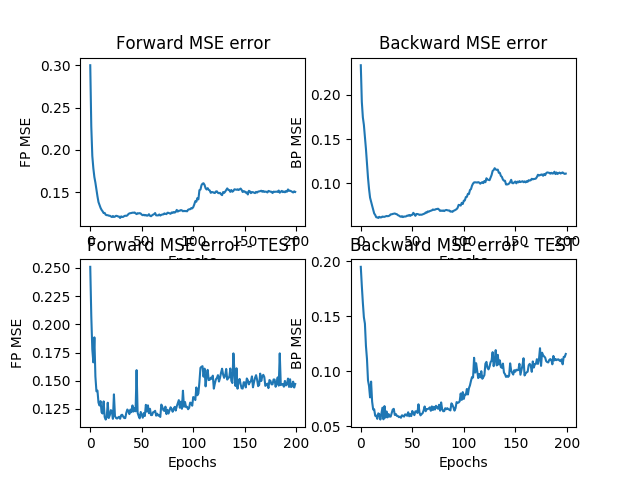 Forward MSE error
Backward MSE error
0.30
0.25
0.20
0.15
FP MSE
0 50 100 150 200
Epochs
0.20
0.15
0.10
BP MSE
0 50 100 150 200
Epochs
Forward MSE error - TEST
Backward MSE error - TEST
0.250
0.225
0.200
0.175
0.150
0.125
FP MSE
0 50 100 150 200
Epochs
0.20
0.15
0.10
0.05
BP MSE
0 50 100 150 200
Epochs